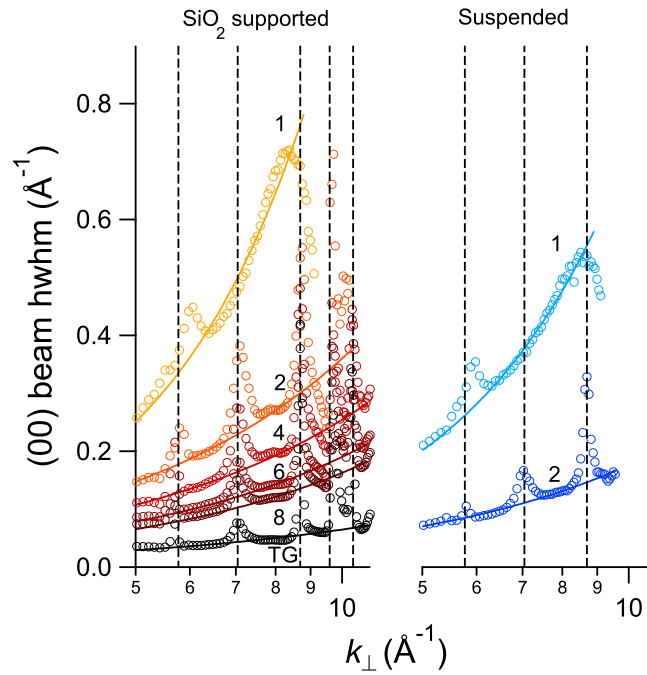 SiO₂ supported
Suspended
(00) beam hwhm (Å⁻¹)
0.8
0.6
0.4
0.2
0.0
1
2
4
6
8
TG
1
2
5 6 7 8 9 10
5 6 7 8 9 10
k⊥ (Å⁻¹)